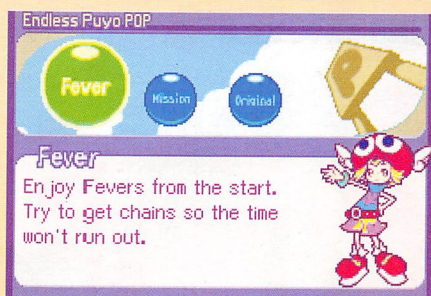 Endless Puyo POP
Fever
Mission
Original
Fever
Enjoy Fevers from the start.
Try to get chains so the time
won't run out.